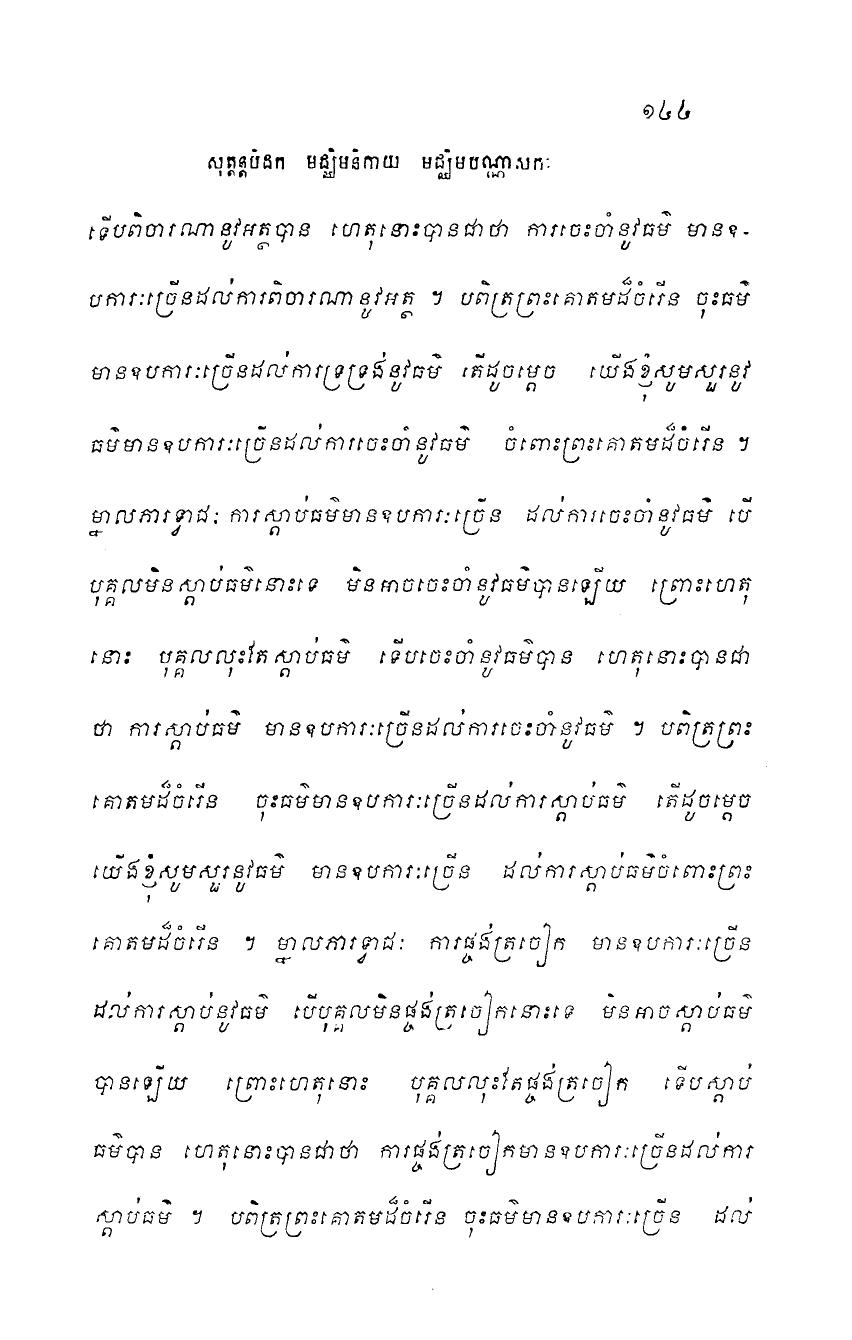 ១៤៤
សុត្តន្តបិដក មជ្ឈិមនិកាយ មជ្ឈិមបណ្ណាសកៈ
ទើបពិចារណានូវអត្ថបាន ហេតុនោះបានជាថា ការចេះចាំនូវធម៌ មានឧ-
បការៈច្រើនដល់ការពិចារណានូវអត្ថ ។ បពិត្រព្រះគោតមដ៏ចំរើន ចុះធម៌
មានឧបការៈច្រើនដល់ការទ្រទ្រង់នូវធម៌ តើដូចម្តេច យើងខ្ញុំសូមសួរនូវ
ធម៌មានឧបការៈច្រើនដល់ការចេះចាំនូវធម៌ ចំពោះព្រះគោតមដ៏ចំរើន ។
ម្នាលភារទ្វាជៈ ការស្តាប់ធម៌មានឧបការៈច្រើន ដល់ការចេះចាំនូវធម៌ បើ
បុគ្គលមិនស្តាប់ធម៌នោះទេ មិនអាចចេះចាំនូវធម៌បានឡើយ ព្រោះហេតុ
នោះ បុគ្គលលុះតែស្តាប់ធម៌ ទើបចេះចាំនូវធម៌បាន ហេតុនោះបានជា
ថា ការស្តាប់ធម៌ មានឧបការៈច្រើនដល់ការចេះចាំនូវធម៌ ។ បពិត្រព្រះ
គោតមដ៏ចំរើន ចុះធម៌មានឧបការៈច្រើនដល់ការស្តាប់ធម៌ តើដូចម្តេច
យើងខ្ញុំសូមសួរនូវធម៌ មានឧបការៈច្រើន ដល់ការស្តាប់ធម៌ចំពោះព្រះ
គោតមដ៏ចំរើន ។ ម្នាលភារទ្វាជៈ ការផ្ចង់ត្រចៀក មានឧបការៈច្រើន
ដល់ការស្តាប់នូវធម៌ បើបុគ្គលមិនផ្ចង់ត្រចៀកនោះទេ មិនអាចស្តាប់ធម៌
បានឡើយ ព្រោះហេតុនោះ បុគ្គលលុះតែផ្ចង់ត្រចៀក ទើបស្តាប់
ធម៌បាន ហេតុនោះបានជាថា ការផ្ចង់ត្រចៀកមានឧបការៈច្រើនដល់ការ
ស្តាប់ធម៌ ។ បពិត្រព្រះគោតមដ៏ចំរើន ចុះធម៌មានឧបការៈច្រើន ដល់